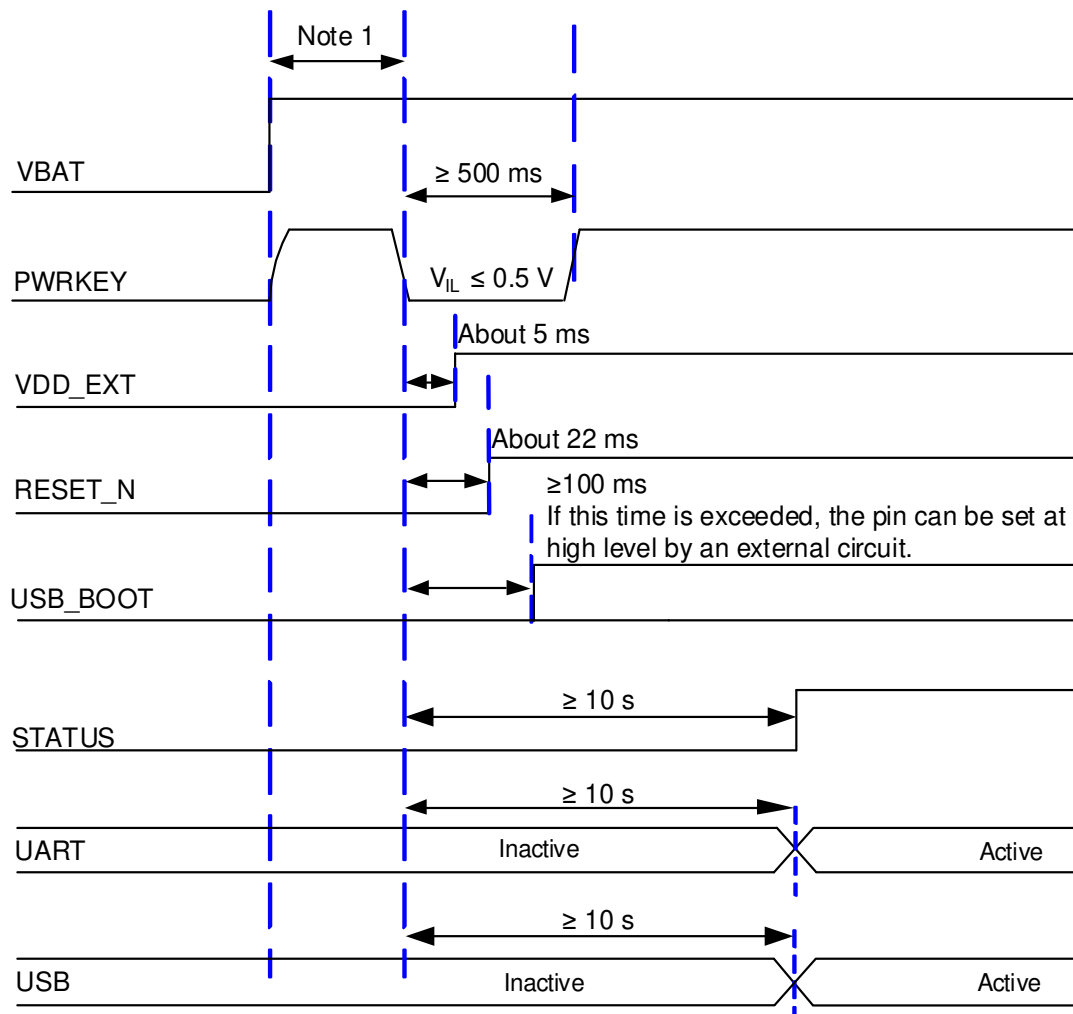 Note 1
VBAT
≥ 500 ms
PWRKEY
V_IL ≤ 0.5 V
About 5 ms
VDD_EXT
About 22 ms
RESET_N
≥100 ms
If this time is exceeded, the pin can be set at
high level by an external circuit.
USB_BOOT
≥ 10 s
STATUS
≥ 10 s
UART
Inactive
Active
≥ 10 s
USB
Inactive
Active